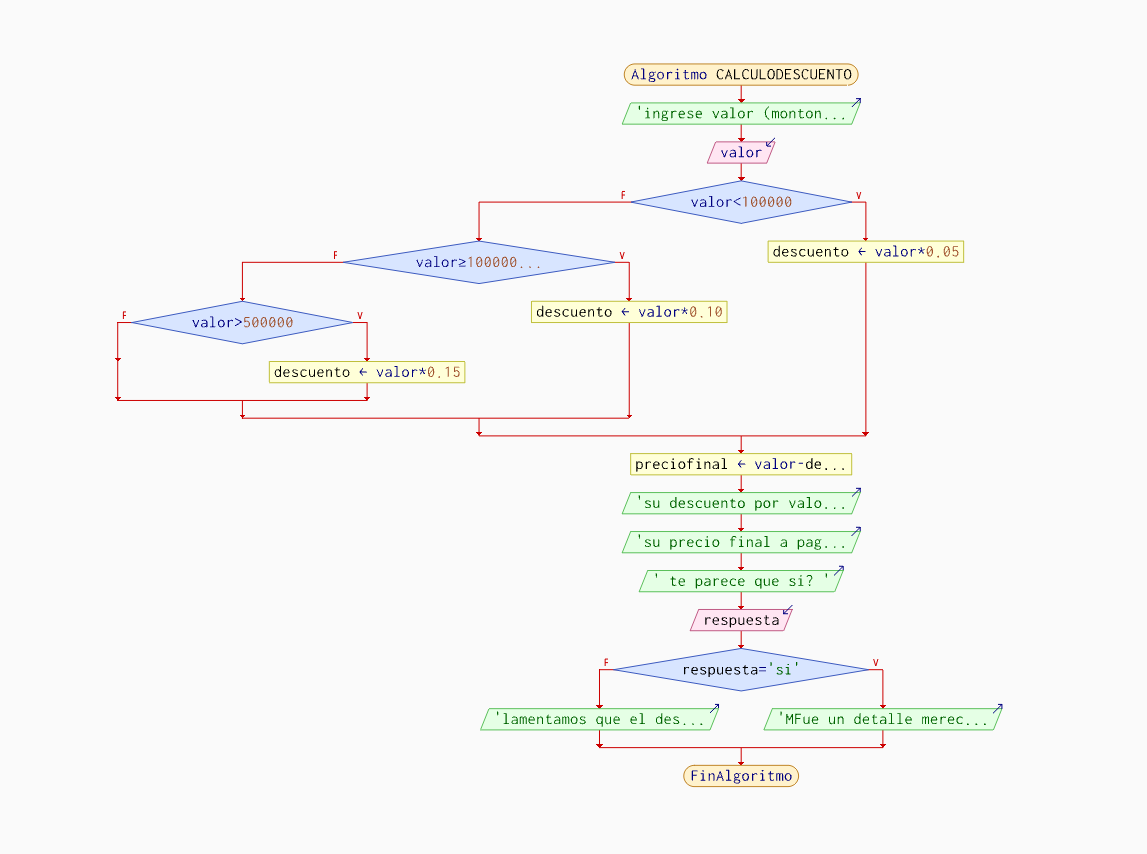 Algoritmo CALCULODESCUENTO
'ingrese valor (monton...
valor
F
valor<100000
V
descuento ← valor*0.05
F
valor≥100000...
V
descuento ← valor*0.10
F
valor>500000
V
descuento ← valor*0.15
preciofinal ← valor-de...
'su descuento por valo...
'su precio final a pag...
' te parece que si? '
respuesta
F
respuesta='si'
V
'lamentamos que el des...
'MFue un detalle merec...
FinAlgoritmo